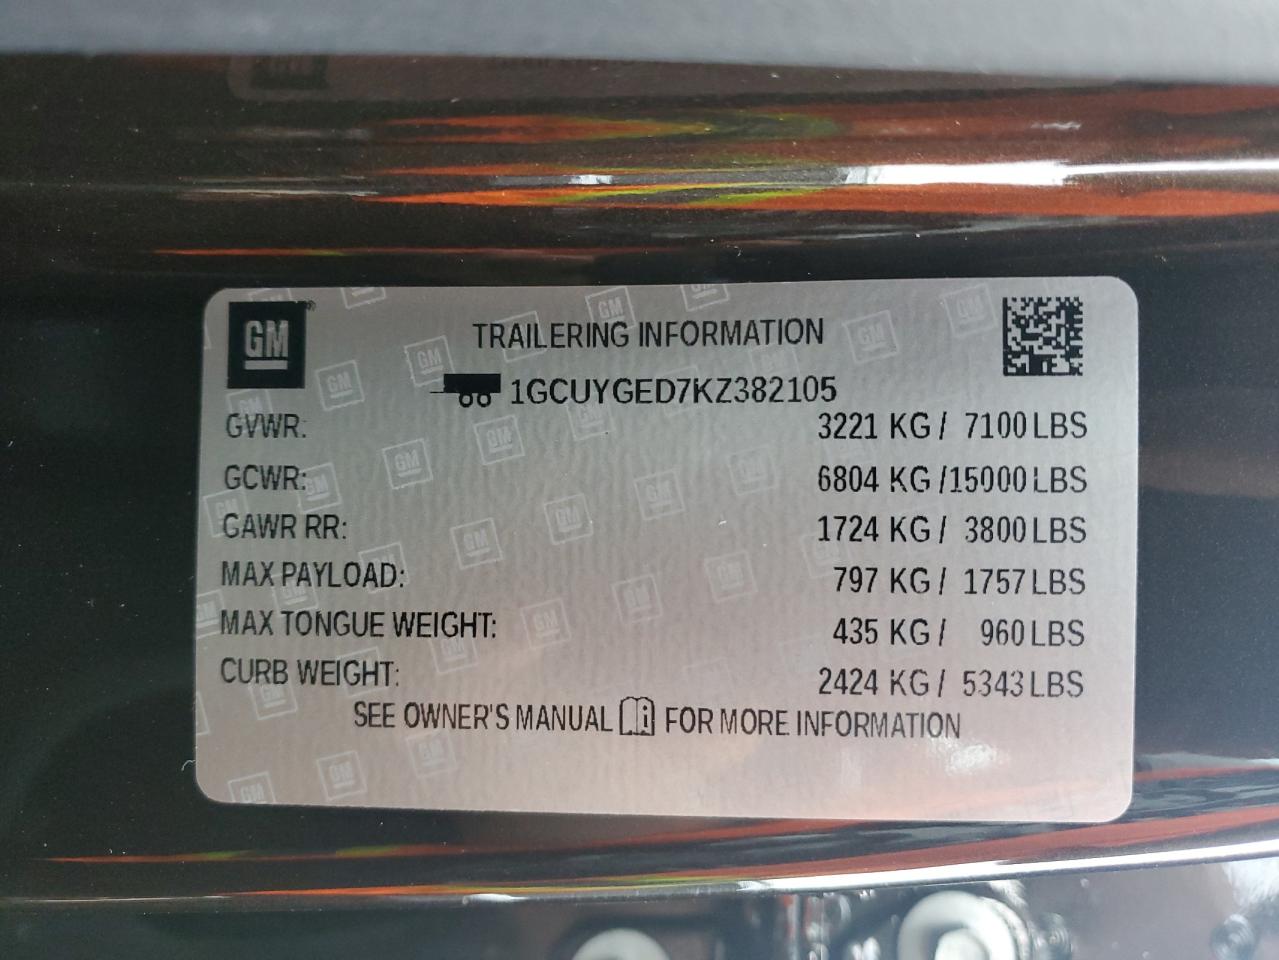 GM®
TRAILERING INFORMATION
1GCUYGED7KZ382105
GVWR: 3221 KG / 7100 LBS
GCWR: 6804 KG /15000 LBS
GAWR RR: 1724 KG / 3800 LBS
MAX PAYLOAD: 797 KG / 1757 LBS
MAX TONGUE WEIGHT: 435 KG / 960 LBS
CURB WEIGHT: 2424 KG / 5343 LBS
SEE OWNER'S MANUAL FOR MORE INFORMATION